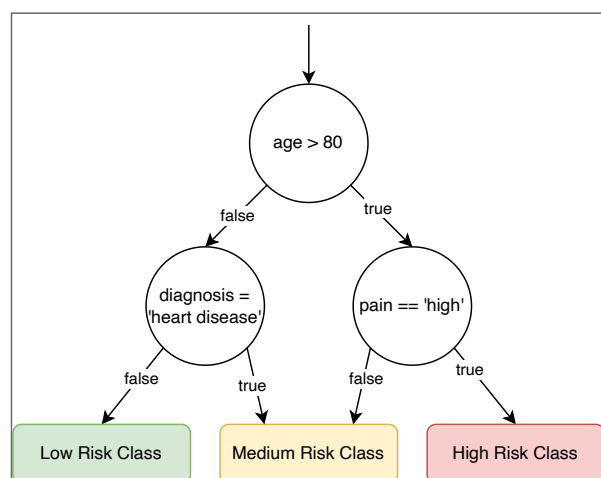 age > 80
false
true
diagnosis =
'heart disease'
pain == 'high'
false
true
false
true
Low Risk Class
Medium Risk Class
High Risk Class